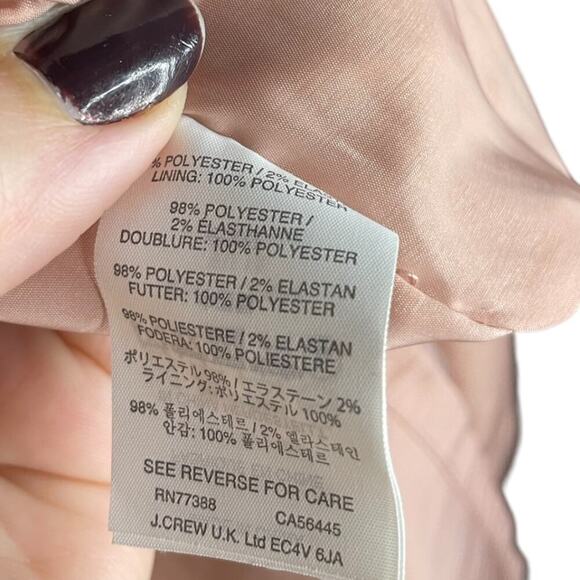 % POLYESTER / 2% ELAS
LINING: 100% POLYESTER
98% POLYESTER /
2% ÉLASTHANNE
DOUBLURE: 100% POLYESTER
98% POLYESTER / 2% ELASTAN
FUTTER: 100% POLYESTER
98% POLIESTERE / 2% ELASTAN
FODERA: 100% POLIESTERE
ポリエステル 98% / エラステーン 2%
ライニング: ポリエステル 100%
98% 폴리에스테르 / 2% 엘라스테인
안감: 100% 폴리에스테르
SEE REVERSE FOR CARE
RN77388 CA56445
J.CREW U.K. Ltd EC4V 6JA